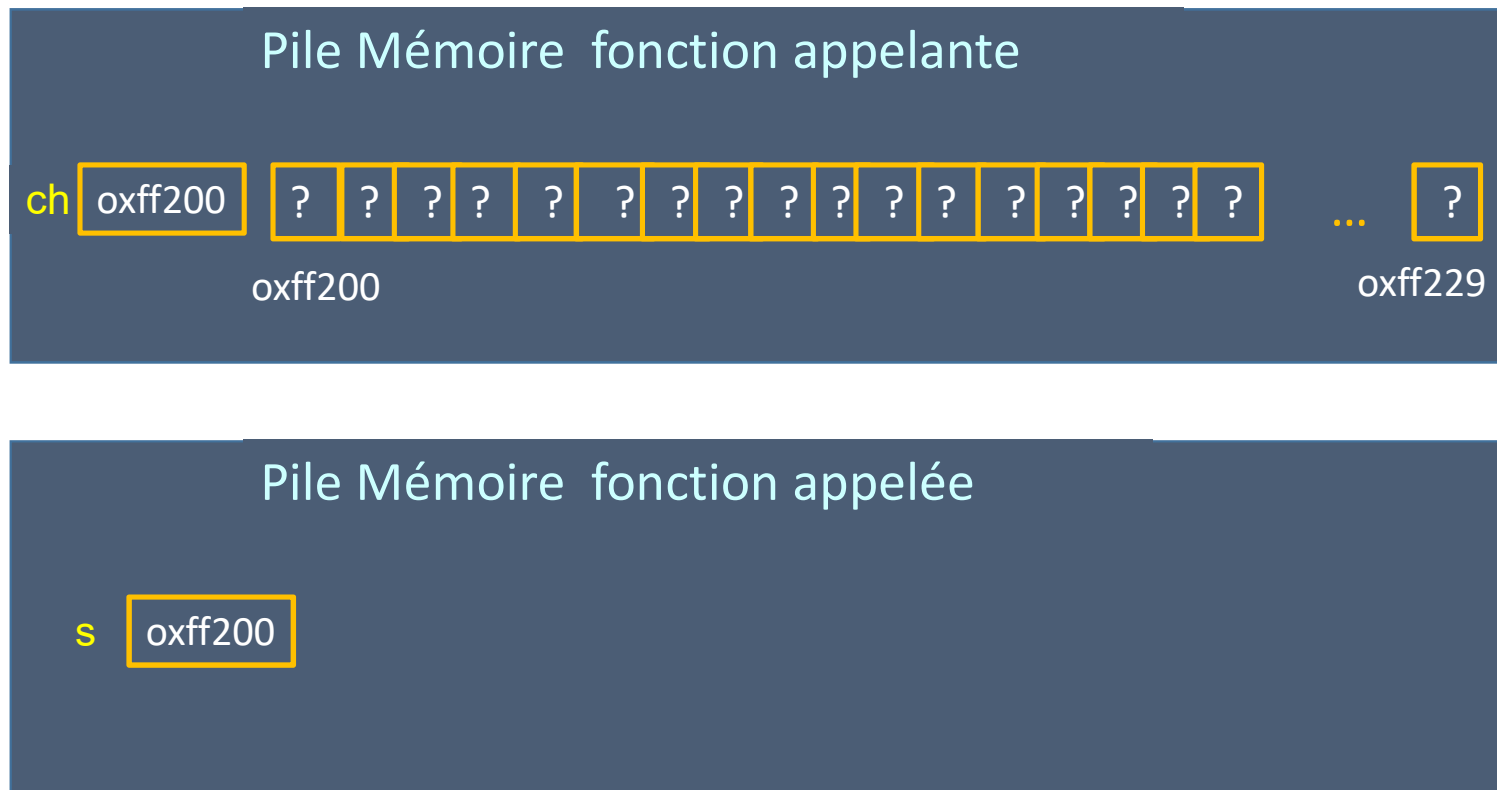 Pile Mémoire fonction appelante
ch oxff200 ? ? ? ? ? ? ? ? ? ? ? ? ? ? ? ? ? ... ?
oxff200 oxff229
Pile Mémoire fonction appelée
s oxff200